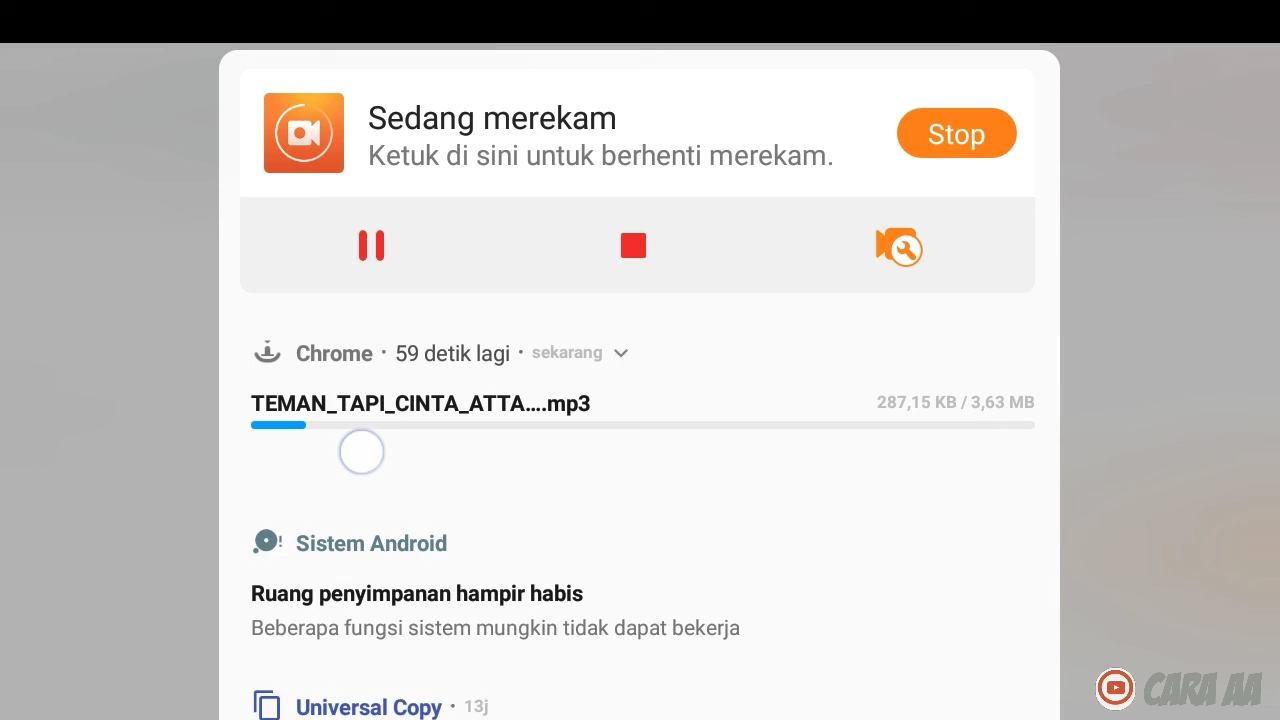 Sedang merekam
Ketuk di sini untuk berhenti merekam.
Stop
Chrome • 59 detik lagi • sekarang
TEMAN_TAPI_CINTA_ATTA....mp3
287,15 KB / 3,63 MB
Sistem Android
Ruang penyimpanan hampir habis
Beberapa fungsi sistem mungkin tidak dapat bekerja
Universal Copy • 13j
CARA AA